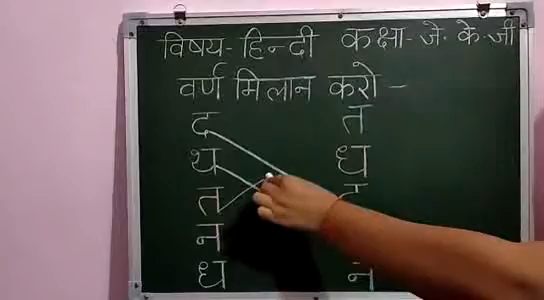 विषय- हिन्दी कक्षा- जे. के. जी
वर्ण मिलान करो -
द त
थ ध
त द
न
ध न